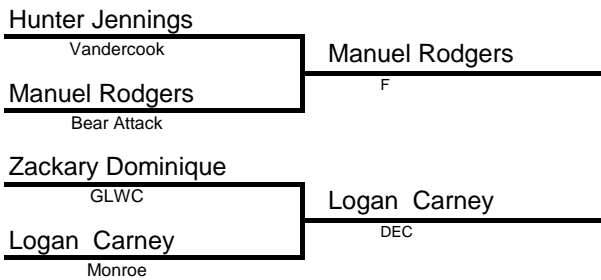 Hunter Jennings
Vandercook
Manuel Rodgers
F
Manuel Rodgers
Bear Attack
Zackary Dominique
GLWC
Logan  Carney
DEC
Logan  Carney
Monroe